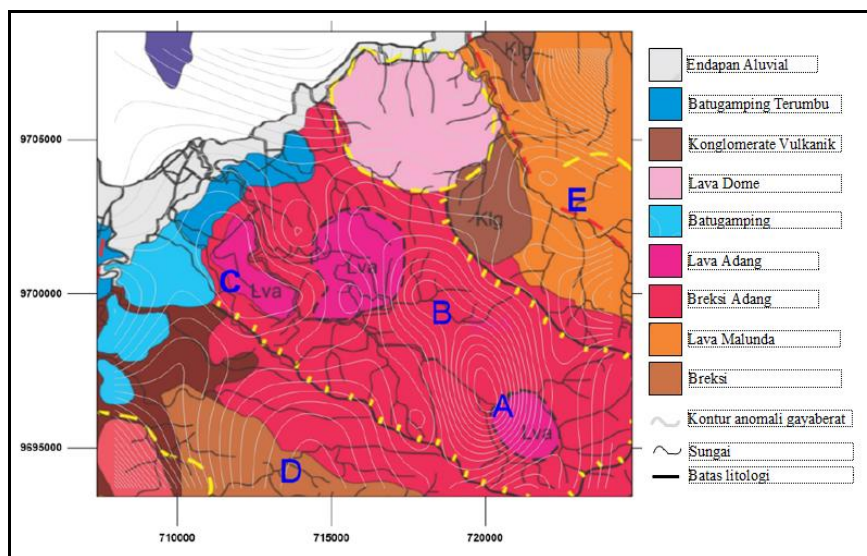 Klg
9705000
E
Klg
Lva
C
Lva
9700000
B
A
Lva
9695000
D
710000
715000
720000
Endapan Aluvial
Batugamping Terumbu
Konglomerate Vulkanik
Lava Dome
Batugamping
Lava Adang
Breksi Adang
Lava Malunda
Breksi
Kontur anomali gayaberat
Sungai
Batas litologi